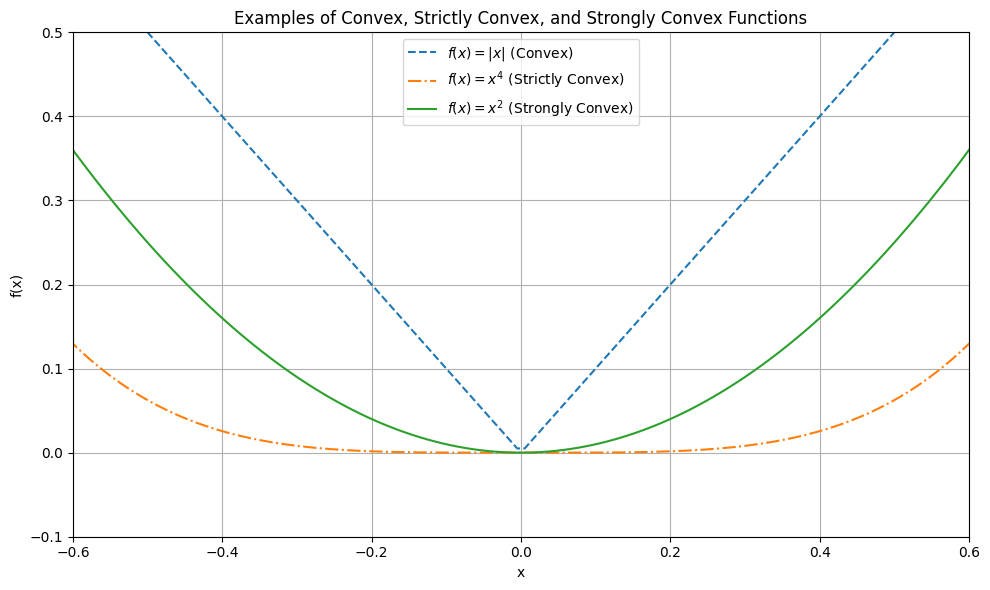 Examples of Convex, Strictly Convex, and Strongly Convex Functions
f(x) = |x| (Convex)
f(x) = x⁴ (Strictly Convex)
f(x) = x² (Strongly Convex)
0.5
0.4
0.3
0.2
0.1
0.0
−0.1
f(x)
−0.6 −0.4 −0.2 0.0 0.2 0.4 0.6
x